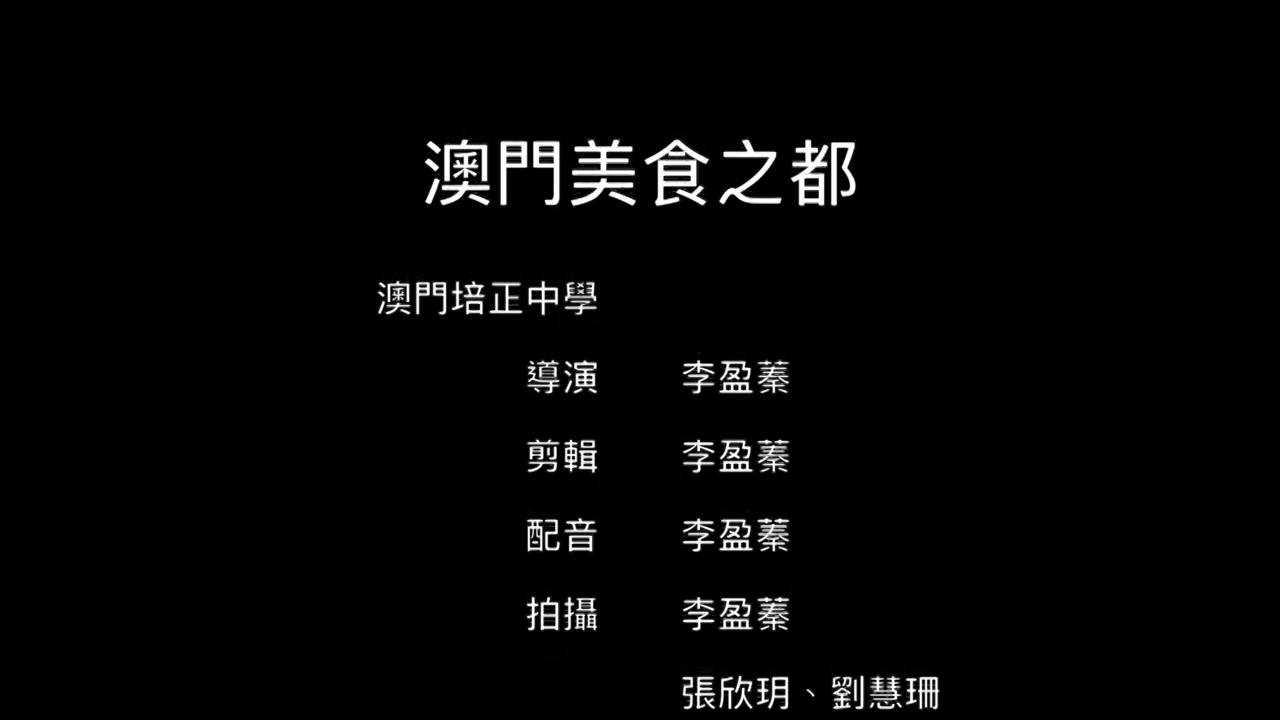 澳門美食之都
澳門培正中學
導演 李盈蓁
剪輯 李盈蓁
配音 李盈蓁
拍攝 李盈蓁
張欣玥、劉慧珊